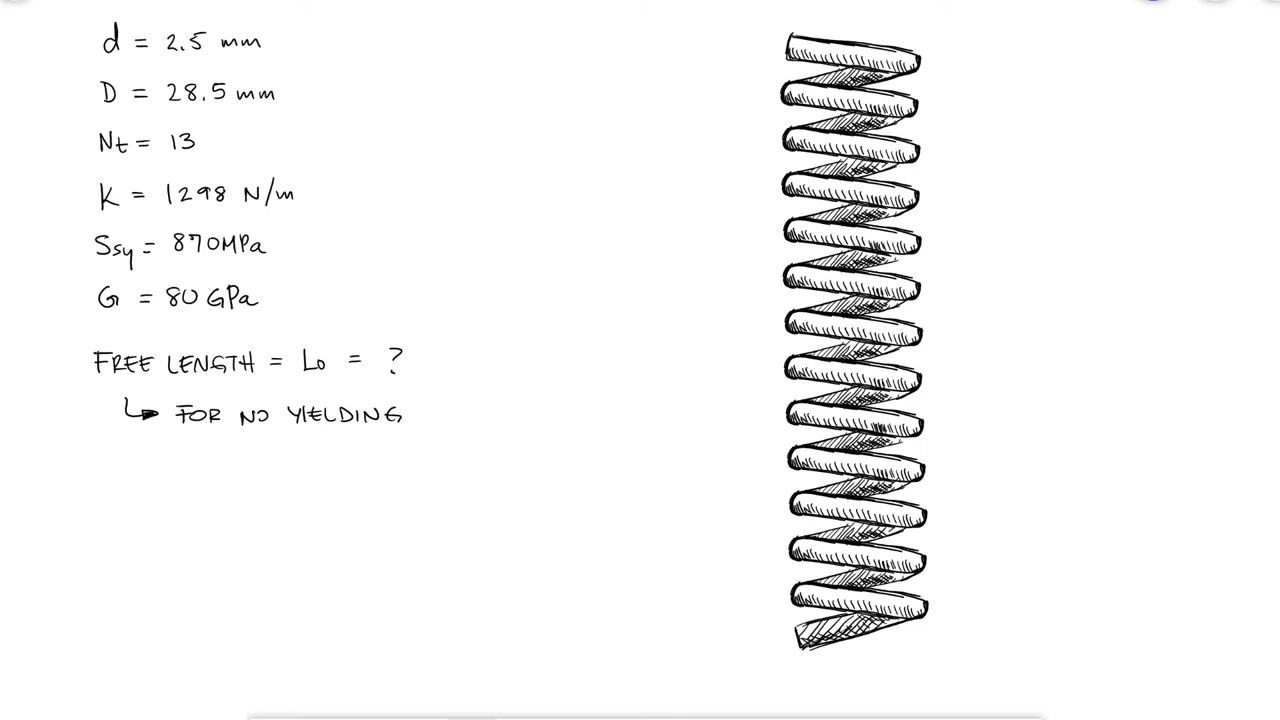 d = 2.5 mm
D = 28.5 mm
Nt = 13
K = 1298 N/m
Ssy = 870MPa
G = 80 GPa
FREE LENGTH = Lo = ?
↳ FOR NO YIELDING